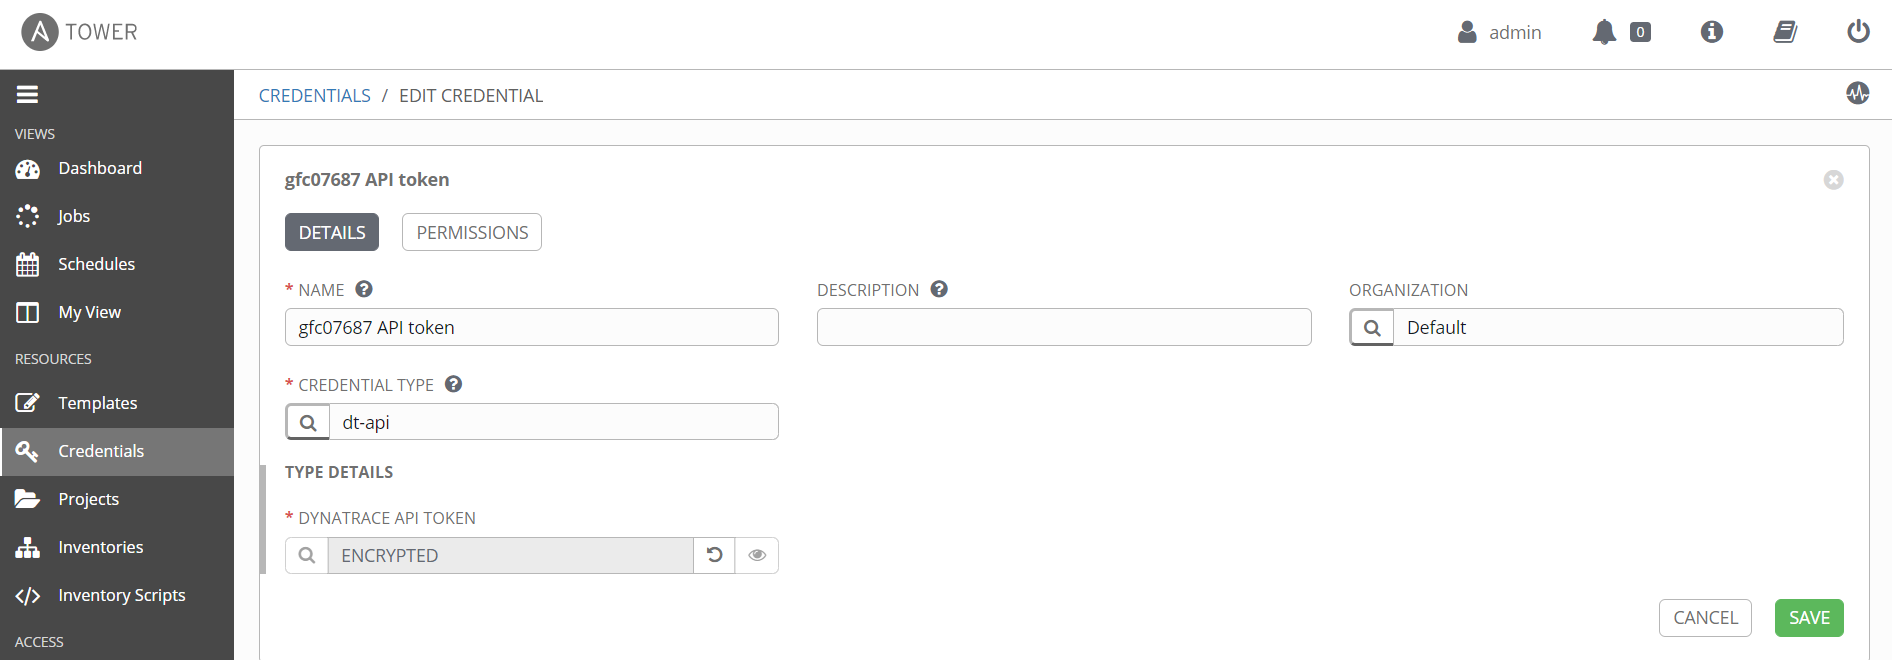 A TOWER
admin
0
VIEWS
Dashboard
Jobs
Schedules
My View
RESOURCES
Templates
Credentials
Projects
Inventories
Inventory Scripts
ACCESS
CREDENTIALS / EDIT CREDENTIAL
gfc07687 API token
DETAILS PERMISSIONS
* NAME ? DESCRIPTION ? ORGANIZATION
gfc07687 API token Default
* CREDENTIAL TYPE ?
dt-api
TYPE DETAILS
* DYNATRACE API TOKEN
ENCRYPTED
CANCEL SAVE